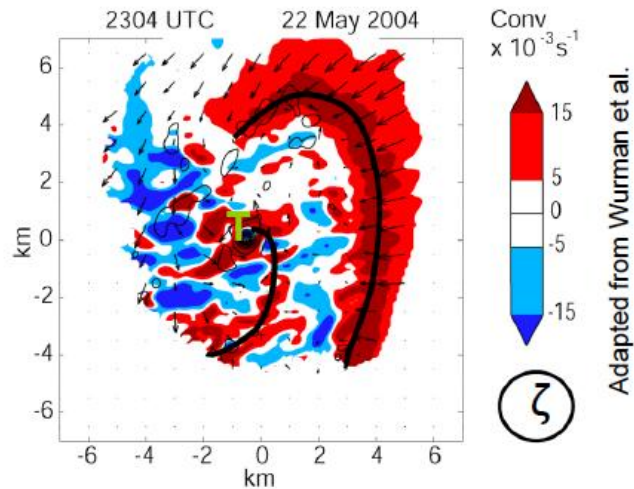 2304 UTC 22 May 2004
Conv
x 10⁻³s⁻¹
6
4
2
0
-2
-4
-6
km
-6 -4 -2 0 2 4 6
km
T
15
5
0
-5
-15
ζ
Adapted from Wurman et al.